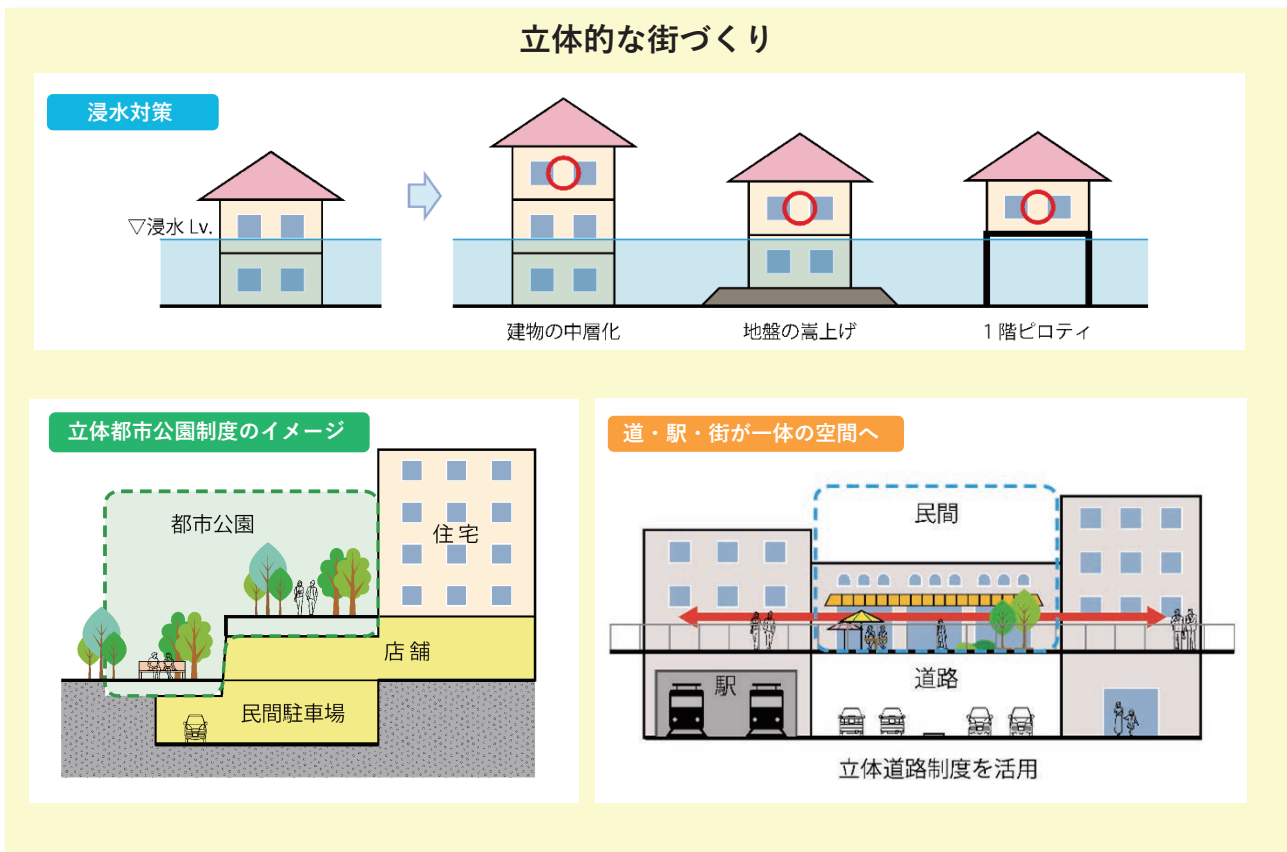 立体的な街づくり
浸水対策
▽浸水 Lv.
建物の中層化
地盤の嵩上げ
1階ピロティ
立体都市公園制度のイメージ
都市公園
住宅
店舗
民間駐車場
道・駅・街が一体の空間へ
民間
駅
道路
立体道路制度を活用